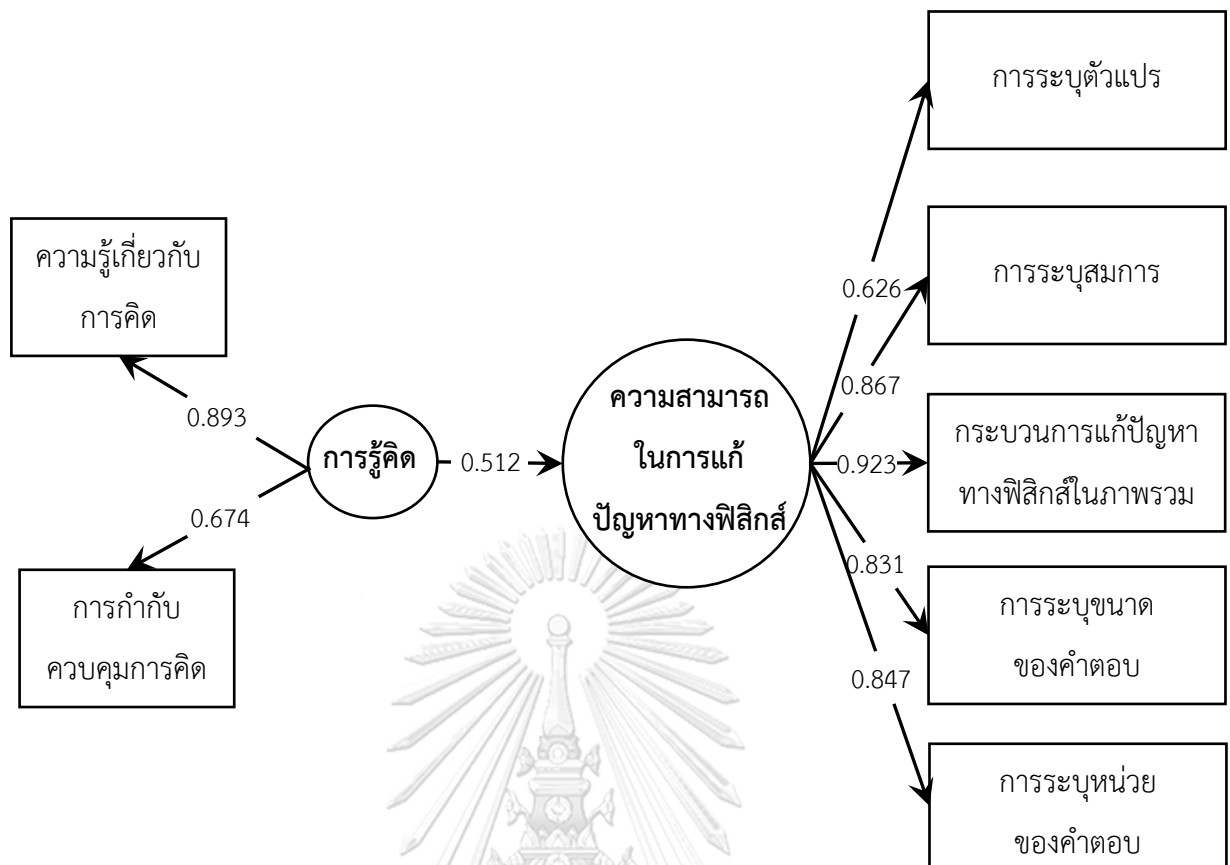 การระบุตัวแปร
ความรู้เกี่ยวกับ
การคิด
การระบุสมการ
0.626
0.867
0.893
การรู้คิด
0.512
ความสามารถ
ในการแก้
ปัญหาทางฟิสิกส์
0.923
กระบวนการแก้ปัญหา
ทางฟิสิกส์ในภาพรวม
0.674
0.831
การกำกับ
ควบคุมการคิด
การระบุขนาด
ของคำตอบ
0.847
การระบุหน่วย
ของคำตอบ